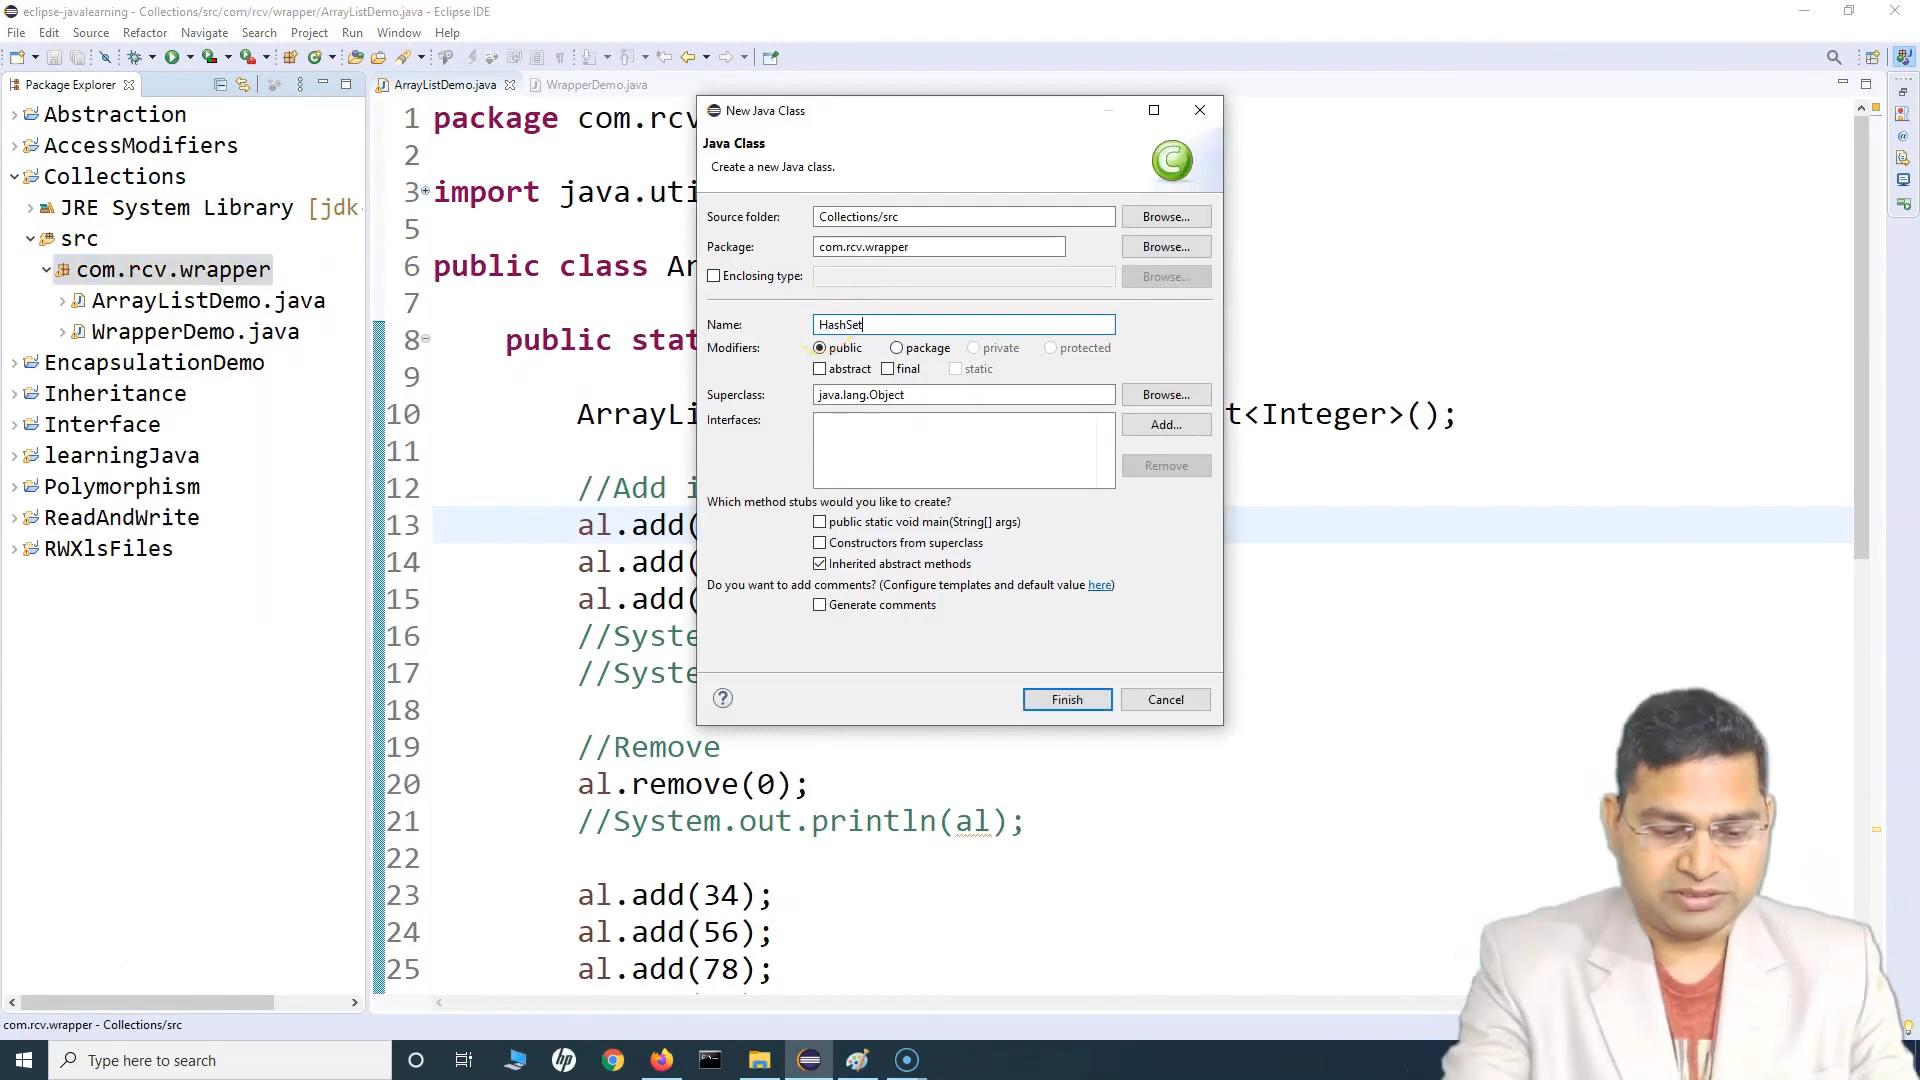 eclipse-javalearning - Collections/src/com/rcv/wrapper/ArrayListDemo.java - Eclipse IDE
File Edit Source Refactor Navigate Search Project Run Window Help
Package Explorer
ArrayListDemo.java
WrapperDemo.java
Abstraction
AccessModifiers
Collections
JRE System Library [jdk
src
com.rcv.wrapper
ArrayListDemo.java
WrapperDemo.java
EncapsulationDemo
Inheritance
Interface
learningJava
Polymorphism
ReadAndWrite
RWXlsFiles
1 package com.rcv
2
3 import java.uti
5
6 public class Ar
7
8 public stat
9
10 ArrayLi t<Integer>();
11
12 //Add i
13 al.add(
14 al.add(
15 al.add(
16 //Syste
17 //Syste
18
19 //Remove
20 al.remove(0);
21 //System.out.println(al);
22
23 al.add(34);
24 al.add(56);
25 al.add(78);
New Java Class
Java Class
Create a new Java class.
Source folder: Collections/src Browse...
Package: com.rcv.wrapper Browse...
Enclosing type: Browse...
Name: HashSet
Modifiers: public package private protected
abstract final static
Superclass: java.lang.Object Browse...
Interfaces: Add...
Remove
Which method stubs would you like to create?
public static void main(String[] args)
Constructors from superclass
Inherited abstract methods
Do you want to add comments? (Configure templates and default value here)
Generate comments
Finish Cancel
com.rcv.wrapper - Collections/src
Type here to search
hp